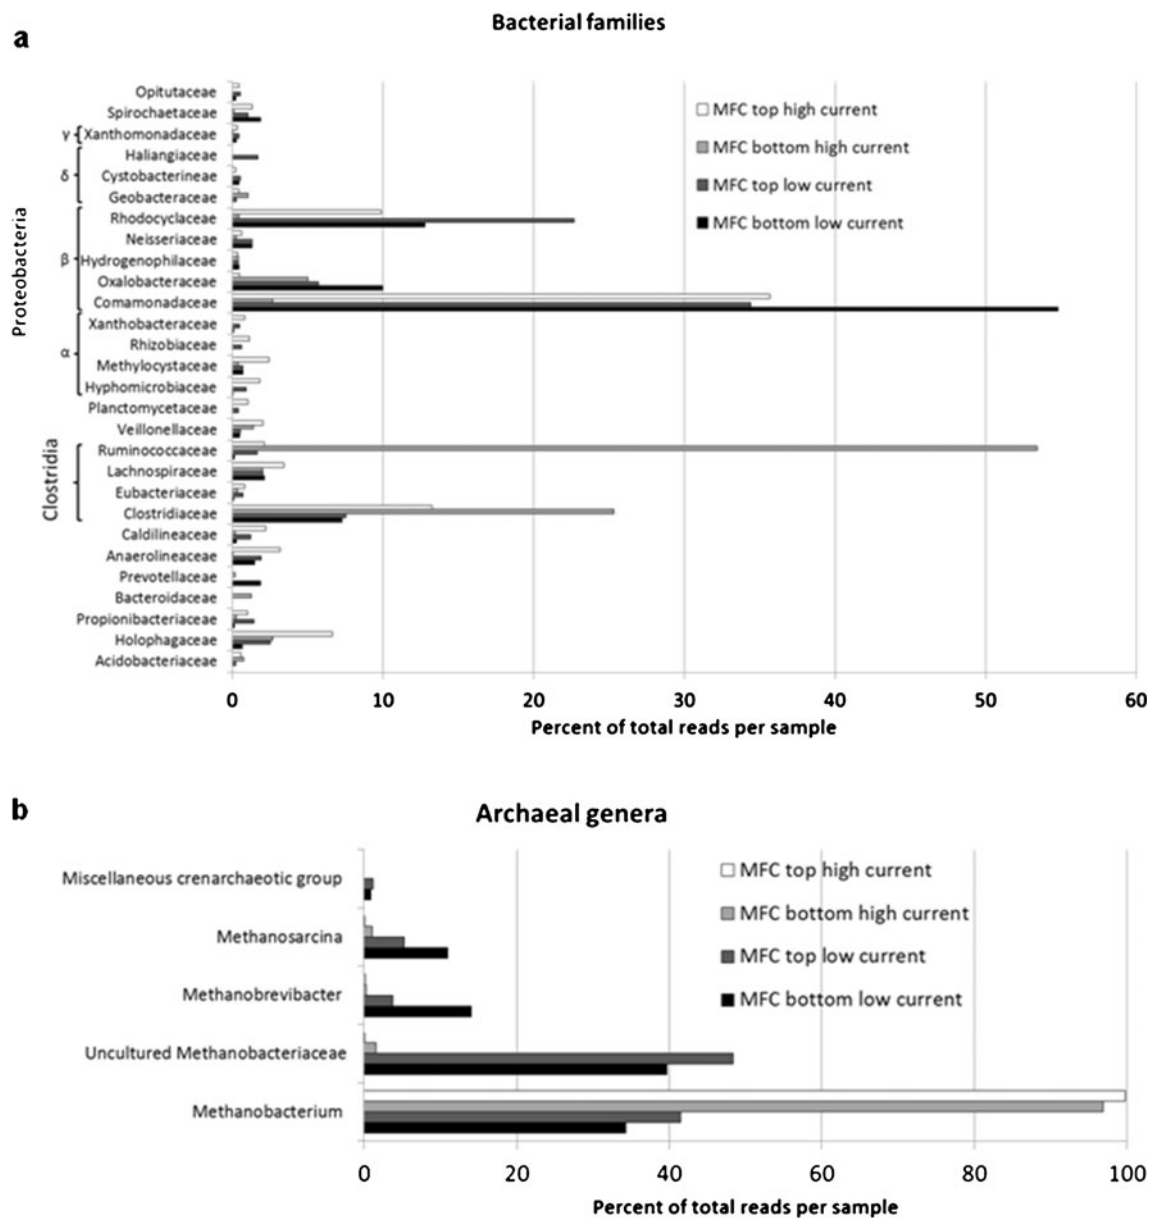 a
Bacterial families
Opitutaceae
Spirochaetaceae
γ Xanthomonadaceae
Haliangiaceae
δ Cystobacterineae
Geobacteraceae
Rhodocyclaceae
Neisseriaceae
β Hydrogenophilaceae
Oxalobacteraceae
Comamonadaceae
Xanthobacteraceae
Rhizobiaceae
α
Methylocystaceae
Hyphomicrobiaceae
Planctomycetaceae
Veillonellaceae
Ruminococcaceae
Lachnospiraceae
Eubacteriaceae
Clostridiaceae
Caldilineaceae
Anaerolineaceae
Prevotellaceae
Bacteroidaceae
Propionibacteriaceae
Holophagaceae
Acidobacteriaceae
Proteobacteria
Clostridia
MFC top high current
MFC bottom high current
MFC top low current
MFC bottom low current
0 10 20 30 40 50 60
Percent of total reads per sample
b
Archaeal genera
Miscellaneous crenarchaeotic group
Methanosarcina
Methanobrevibacter
Uncultured Methanobacteriaceae
Methanobacterium
MFC top high current
MFC bottom high current
MFC top low current
MFC bottom low current
0 20 40 60 80 100
Percent of total reads per sample